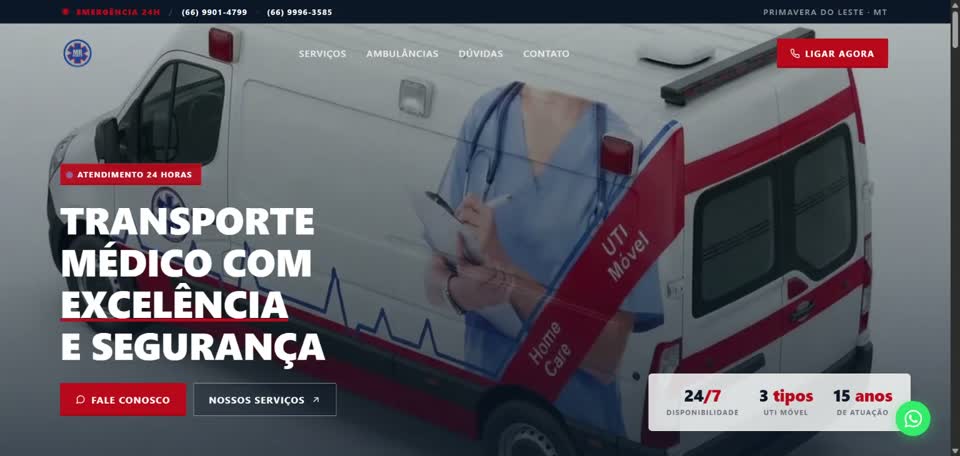 EMERGÊNCIA 24H / (66) 9901-4799 · (66) 9996-3585
PRIMAVERA DO LESTE - MT
MR
SERVIÇOS AMBULÂNCIAS DÚVIDAS CONTATO
LIGAR AGORA
ATENDIMENTO 24 HORAS
TRANSPORTE
MÉDICO COM
EXCELÊNCIA
E SEGURANÇA
UTI
Móvel
Home
Care
FALE CONOSCO
NOSSOS SERVIÇOS
24/7 3 tipos 15 anos
DISPONIBILIDADE UTI MÓVEL DE ATUAÇÃO